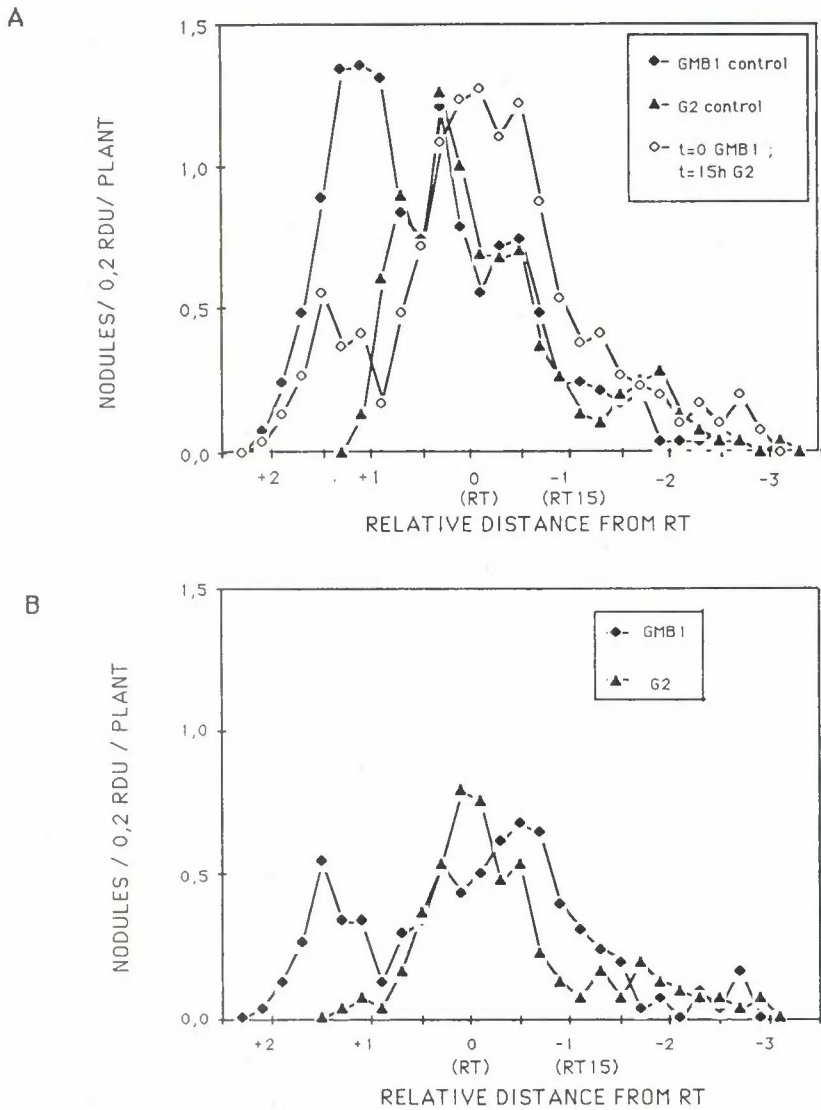 A
NODULES/ 0,2 RDU/ PLANT
1,5
1,0
0,5
0,0
GMB1 control
G2 control
t=0 GMB1 ;
t=15h G2
+2 +1 0 -1 -2 -3
(RT) (RT15)
RELATIVE DISTANCE FROM RT
B
NODULES / 0,2 RDU / PLANT
1,5
1,0
0,5
0,0
GMB1
G2
+2 +1 0 -1 -2 -3
(RT) (RT15)
RELATIVE DISTANCE FROM RT